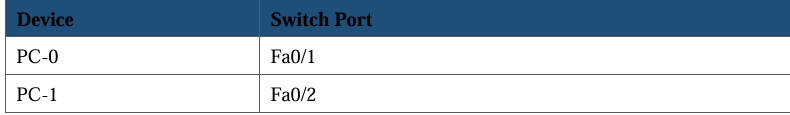 Device Switch Port
PC-0 Fa0/1
PC-1 Fa0/2